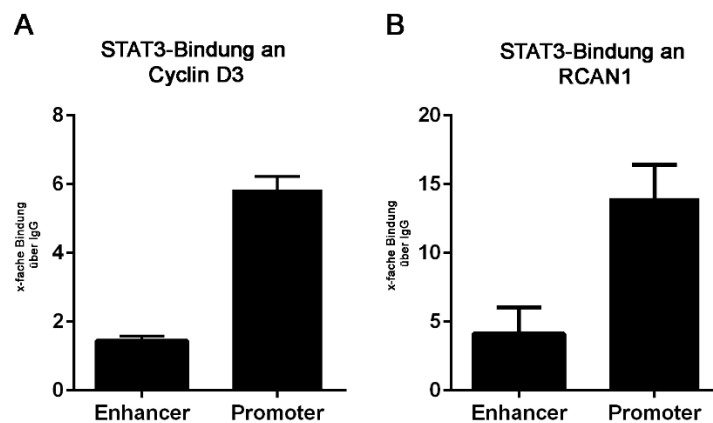 A
STAT3-Bindung an
Cyclin D3
x-fache Bindung
über IgG
8
6
4
2
0
Enhancer
Promoter
B
STAT3-Bindung an
RCAN1
x-fache Bindung
über IgG
20
15
10
5
0
Enhancer
Promoter